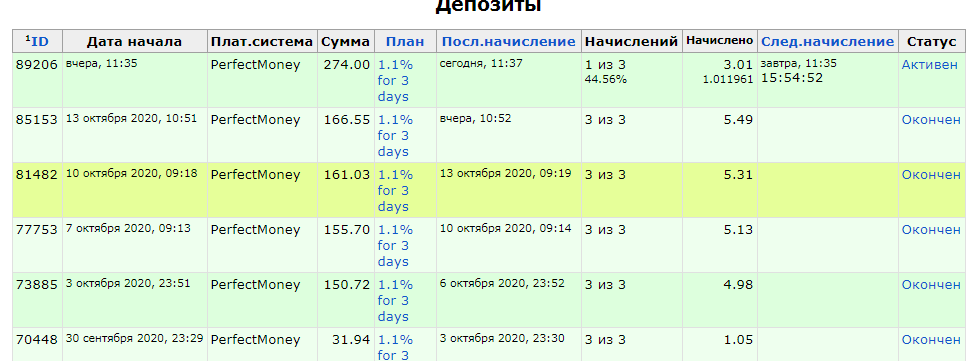 Депозиты
¹ID Дата начала Плат.система Сумма План Посл.начисление Начислений Начислено След.начисление Статус
89206 вчера, 11:35 PerfectMoney 274.00 1.1% сегодня, 11:37 1 из 3 3.01 завтра, 11:35 Активен
for 3 44.56% 1.011961 15:54:52
days
85153 13 октября 2020, 10:51 PerfectMoney 166.55 1.1% вчера, 10:52 3 из 3 5.49 Окончен
for 3
days
81482 10 октября 2020, 09:18 PerfectMoney 161.03 1.1% 13 октября 2020, 09:19 3 из 3 5.31 Окончен
for 3
days
77753 7 октября 2020, 09:13 PerfectMoney 155.70 1.1% 10 октября 2020, 09:14 3 из 3 5.13 Окончен
for 3
days
73885 3 октября 2020, 23:51 PerfectMoney 150.72 1.1% 6 октября 2020, 23:52 3 из 3 4.98 Окончен
for 3
days
70448 30 сентября 2020, 23:29 PerfectMoney 31.94 1.1% 3 октября 2020, 23:30 3 из 3 1.05 Окончен
for 3